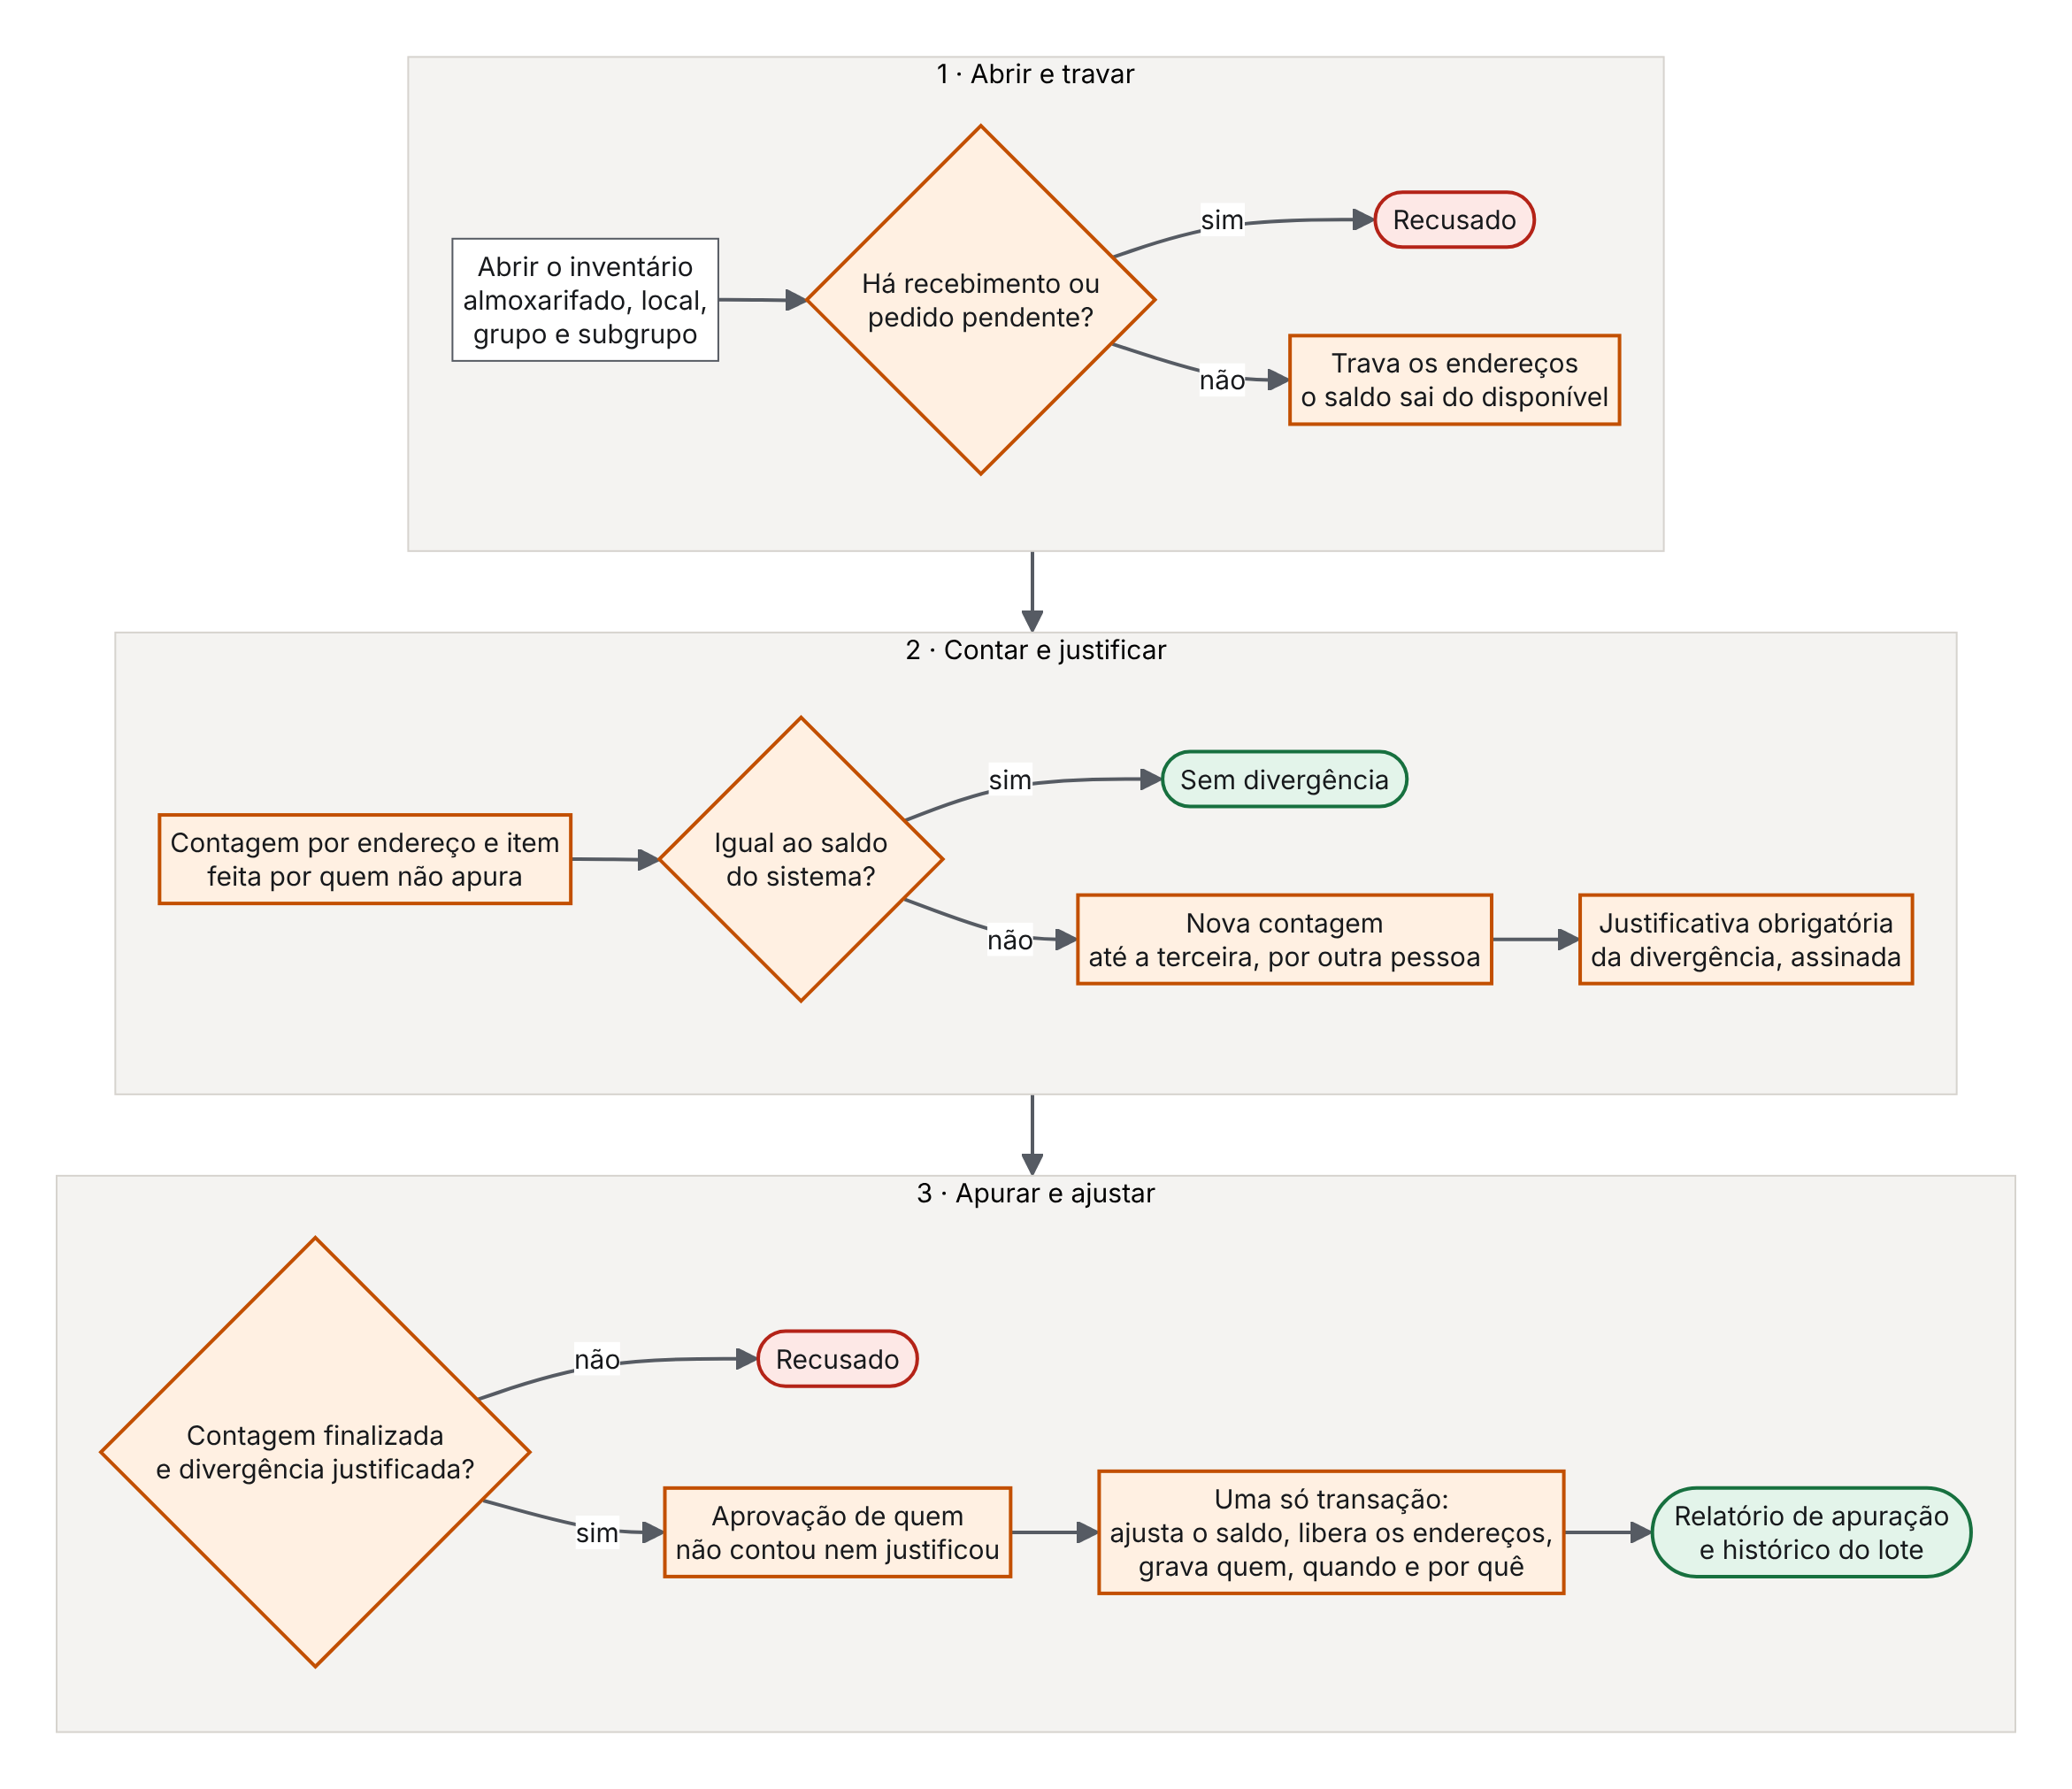 1 · Abrir e travar
Abrir o inventário
almoxarifado, local,
grupo e subgrupo
Há recebimento ou
pedido pendente?
sim
Recusado
não
Trava os endereços
o saldo sai do disponível
2 · Contar e justificar
Contagem por endereço e item
feita por quem não apura
Igual ao saldo
do sistema?
sim
Sem divergência
não
Nova contagem
até a terceira, por outra pessoa
Justificativa obrigatória
da divergência, assinada
3 · Apurar e ajustar
Contagem finalizada
e divergência justificada?
não
Recusado
sim
Aprovação de quem
não contou nem justificou
Uma só transação:
ajusta o saldo, libera os endereços,
grava quem, quando e por quê
Relatório de apuração
e histórico do lote